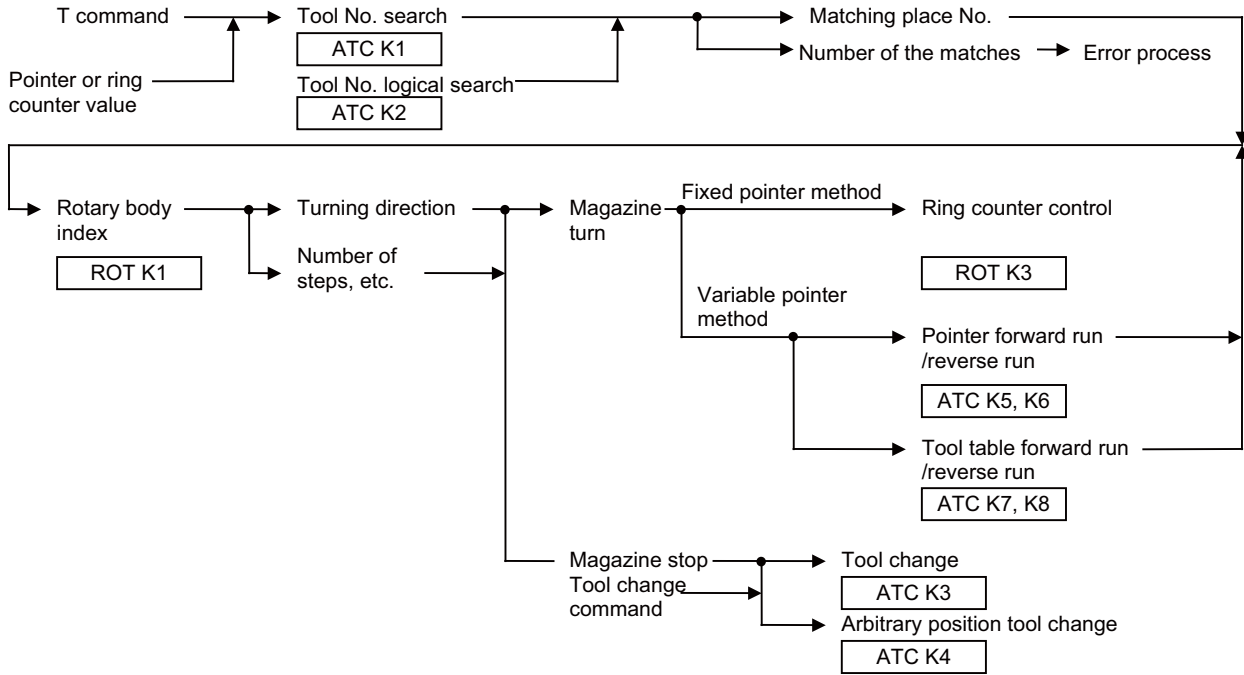 T command
Tool No. search
Matching place No.
ATC K1
Number of the matches
Error process
Pointer or ring
counter value
Tool No. logical search
ATC K2
Rotary body
index
ROT K1
Turning direction
Number of
steps, etc.
Magazine
turn
Fixed pointer method
Ring counter control
ROT K3
Variable pointer
method
Pointer forward run
/reverse run
ATC K5, K6
Tool table forward run
/reverse run
ATC K7, K8
Magazine stop
Tool change
command
Tool change
ATC K3
Arbitrary position tool change
ATC K4